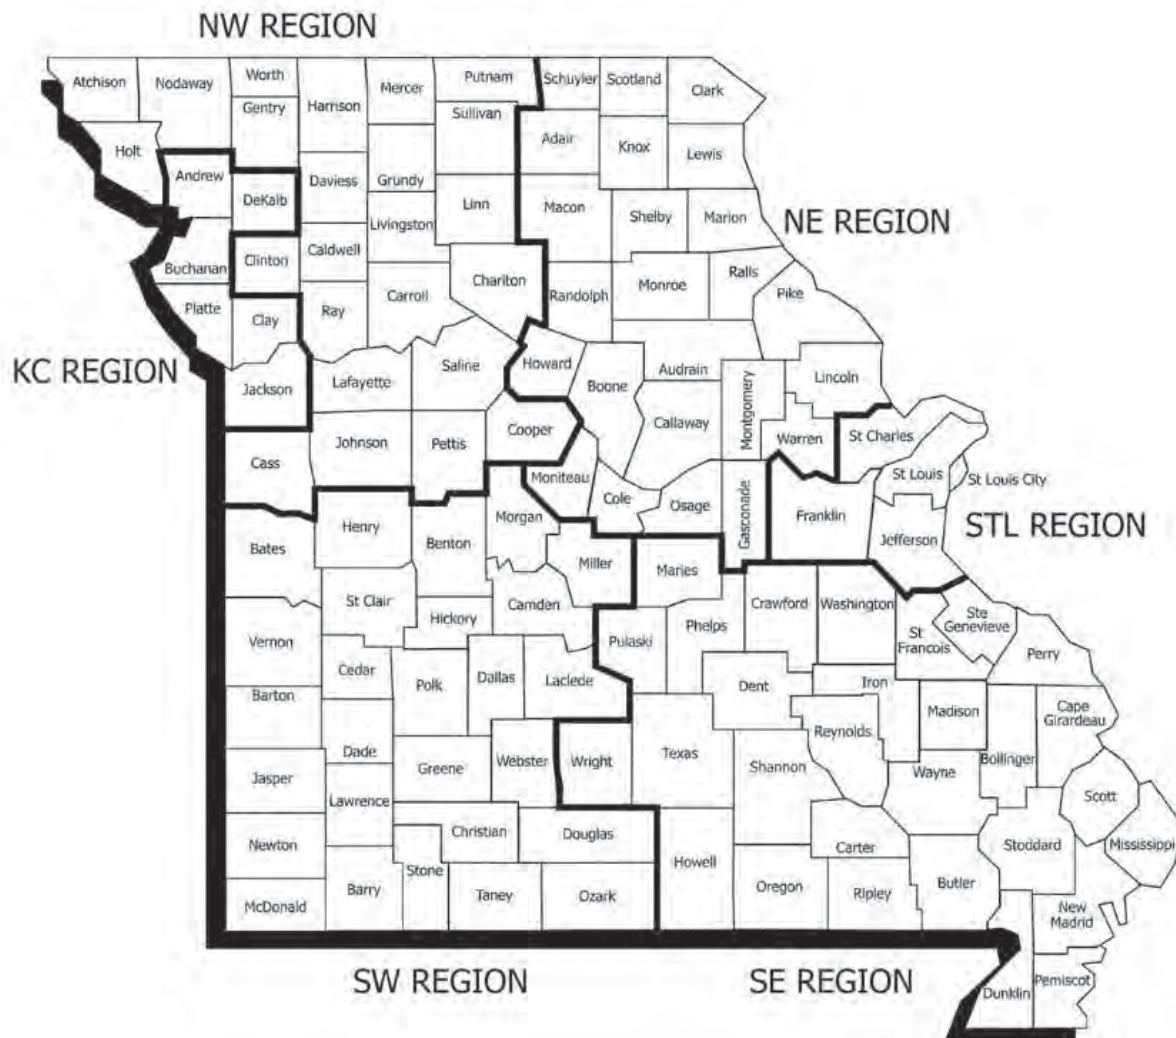 NW REGION
Atchison
Nodaway
Worth
Gentry
Harrison
Mercer
Putnam
Sullivan
Schuyler
Scotland
Clark
Holt
Andrew
DeKalb
Daviess
Grundy
Linn
Adair
Knox
Lewis
Macon
Shelby
Marion
NE REGION
Livingston
Buchanan
Clinton
Caldwell
Chariton
Randolph
Monroe
Ralls
Pike
Platte
Clay
Ray
Carroll
KC REGION
Jackson
Lafayette
Saline
Howard
Boone
Audrain
Montgomery
Lincoln
Cass
Johnson
Pettis
Cooper
Callaway
Warren
St Charles
St Louis
St Louis City
Moniteau
Cole
Osage
Gasconade
Franklin
Jefferson
STL REGION
Bates
Henry
Benton
Morgan
Miller
Maries
Crawford
Washington
St Clair
Hickory
Camden
Pulaski
Phelps
St
Francois
Ste
Genevieve
Perry
Vernon
Cedar
Polk
Dallas
Laclede
Dent
Iron
Madison
Cape
Girardeau
Barton
Dade
Greene
Webster
Wright
Texas
Shannon
Reynolds
Wayne
Bollinger
Scott
Jasper
Lawrence
Christian
Douglas
Howell
Carter
Stoddard
Mississippi
Newton
Barry
Stone
Taney
Ozark
Oregon
Ripley
Butler
New
Madrid
McDonald
SW REGION
SE REGION
Dunklin
Pemiscot